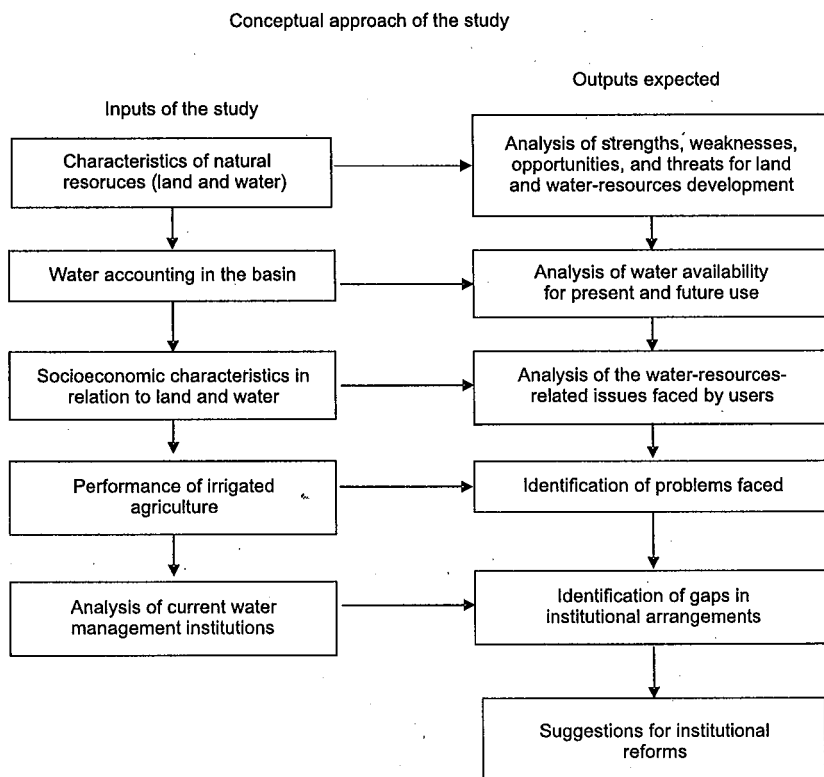 Conceptual approach of the study
Outputs expected
Inputs of the study
Characteristics of natural
resoruces (land and water)
Analysis of strengths, weaknesses,
opportunities, and threats for land
and water-resources development
Water accounting in the basin
Analysis of water availability
for present and future use
Socioeconomic characteristics in
relation to land and water
Analysis of the water-resources-
related issues faced by users
Performance of irrigated
agriculture
Identification of problems faced
Analysis of current water
management institutions
Identification of gaps in
institutional arrangements
Suggestions for institutional
reforms